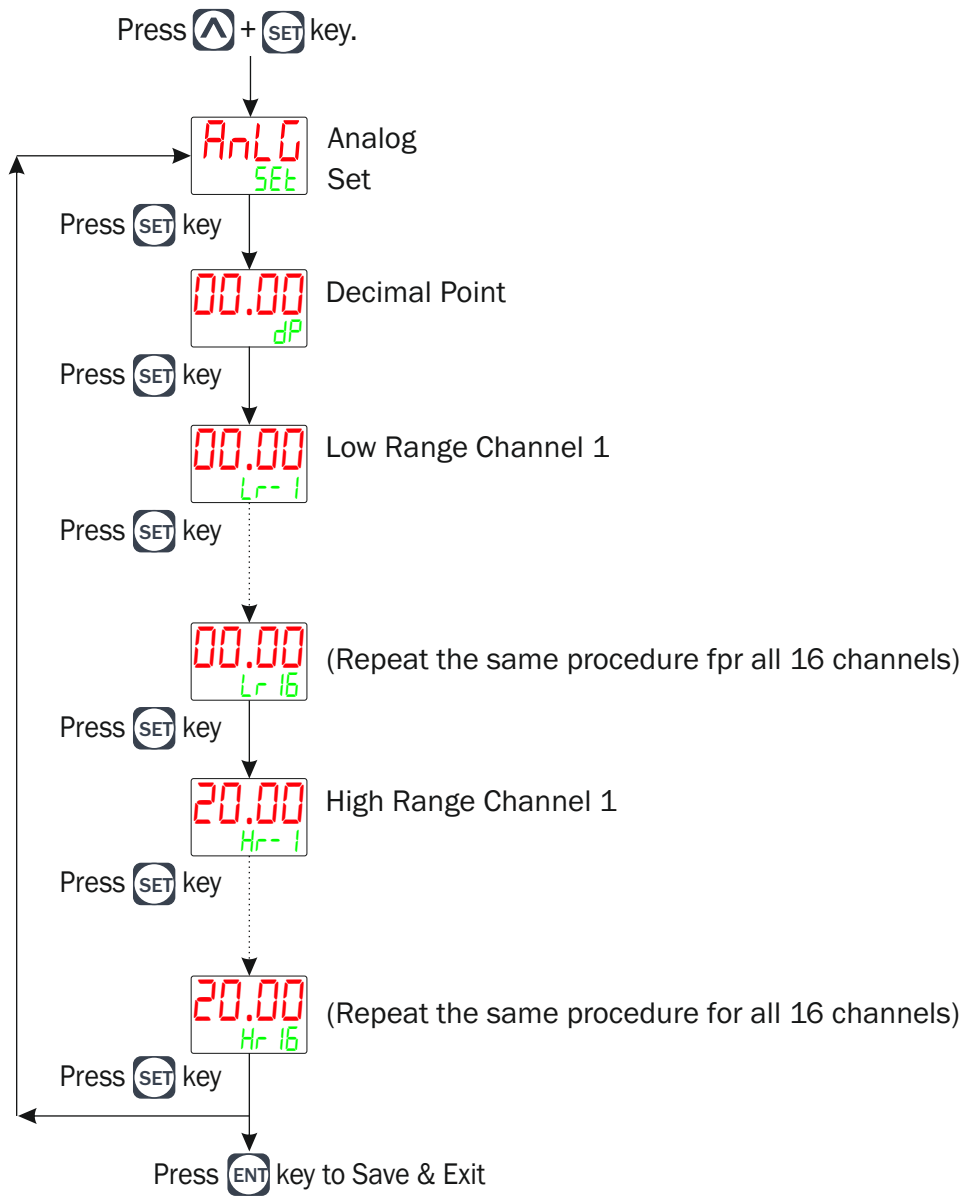 Press + SET key.
AnLG
SEt
Analog
Set
Press SET key
00.00
dP
Decimal Point
Press SET key
00.00
Lr-1
Low Range Channel 1
Press SET key
00.00
Lr 16
(Repeat the same procedure fpr all 16 channels)
Press SET key
20.00
Hr-1
High Range Channel 1
Press SET key
20.00
Hr 16
(Repeat the same procedure for all 16 channels)
Press SET key
Press ENT key to Save & Exit